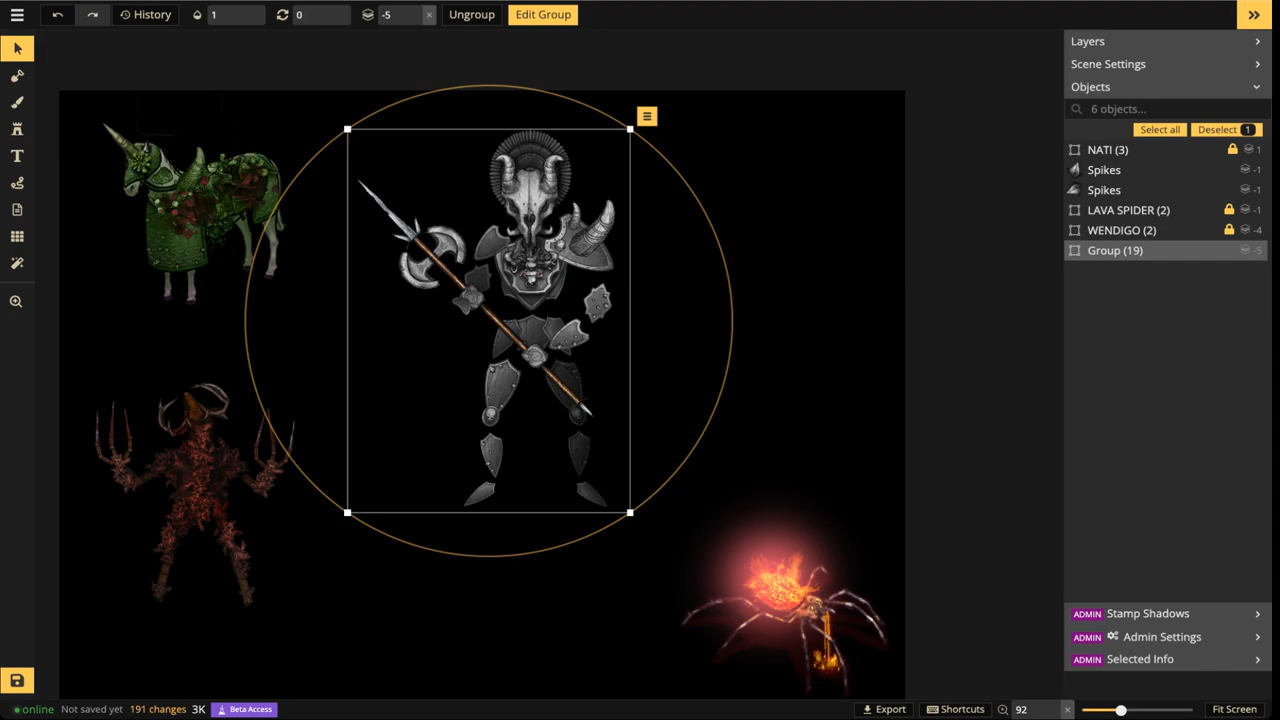 History
1
0
-5
×
Ungroup
Edit Group
Layers
Scene Settings
Objects
6 objects...
Select all
Deselect 1
NATI (3) 1
Spikes -1
Spikes -1
LAVA SPIDER (2) -1
WENDIGO (2) -4
Group (19) -5
ADMIN Stamp Shadows
ADMIN Admin Settings
ADMIN Selected Info
online Not saved yet 191 changes 3K Beta Access Export Shortcuts 92 × Fit Screen